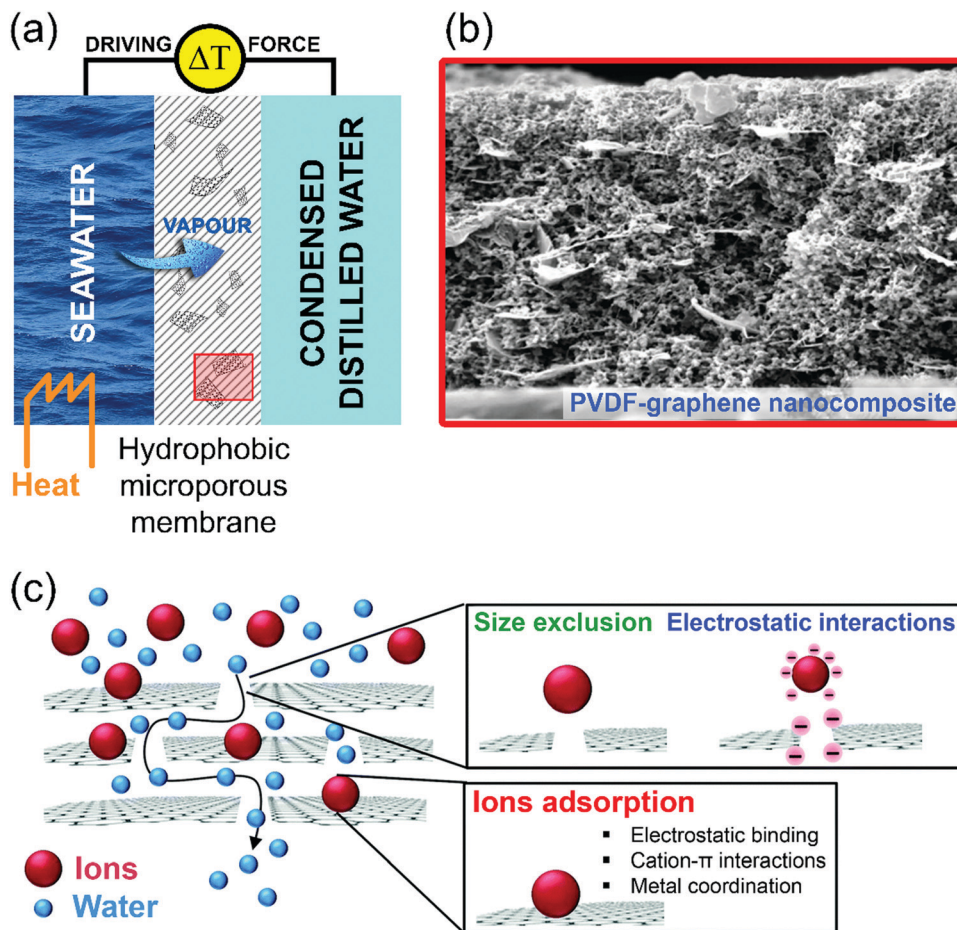 (a)
DRIVING ΔT FORCE
SEAWATER
VAPOUR
CONDENSED
DISTILLED WATER
Heat
Hydrophobic
microporous
membrane
(b)
PVDF-graphene nanocomposite
(c)
Size exclusion
Electrostatic interactions
Ions adsorption
▪ Electrostatic binding
▪ Cation-π interactions
▪ Metal coordination
Ions
Water